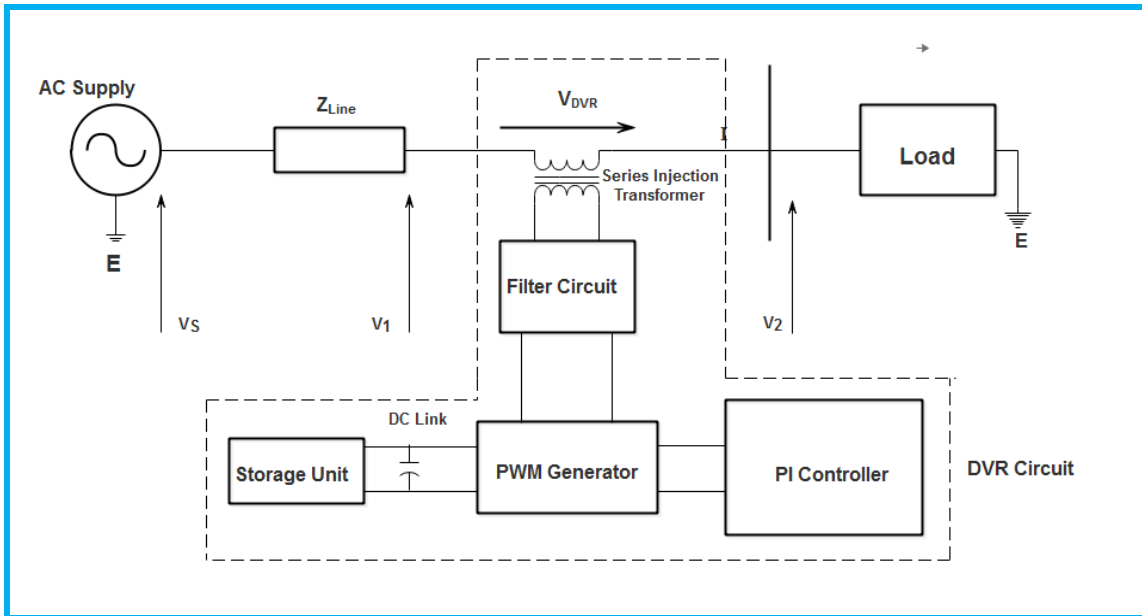 AC Supply
Z_Line
V_DVR
I
Load
Series Injection
Transformer
E
E
Filter Circuit
V_S
V_1
V_2
DC Link
Storage Unit
PWM Generator
PI Controller
DVR Circuit